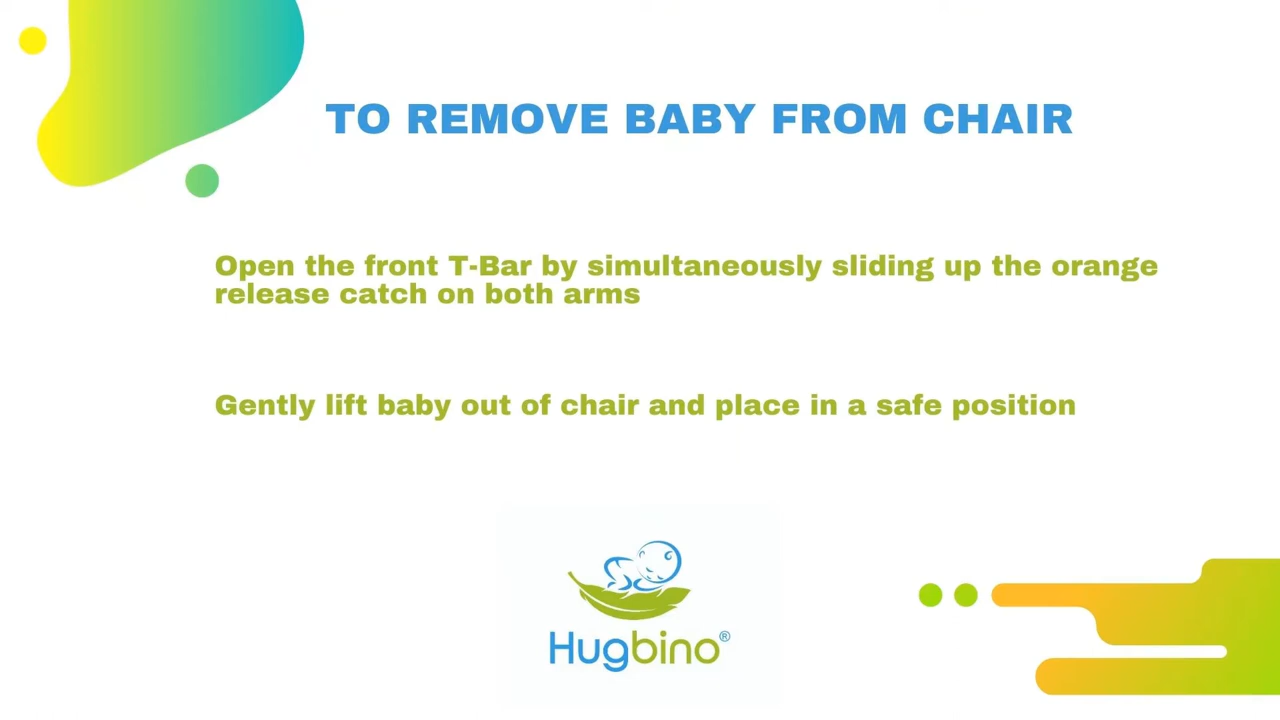 TO REMOVE BABY FROM CHAIR
Open the front T-Bar by simultaneously sliding up the orange
release catch on both arms
Gently lift baby out of chair and place in a safe position
Hugbino®